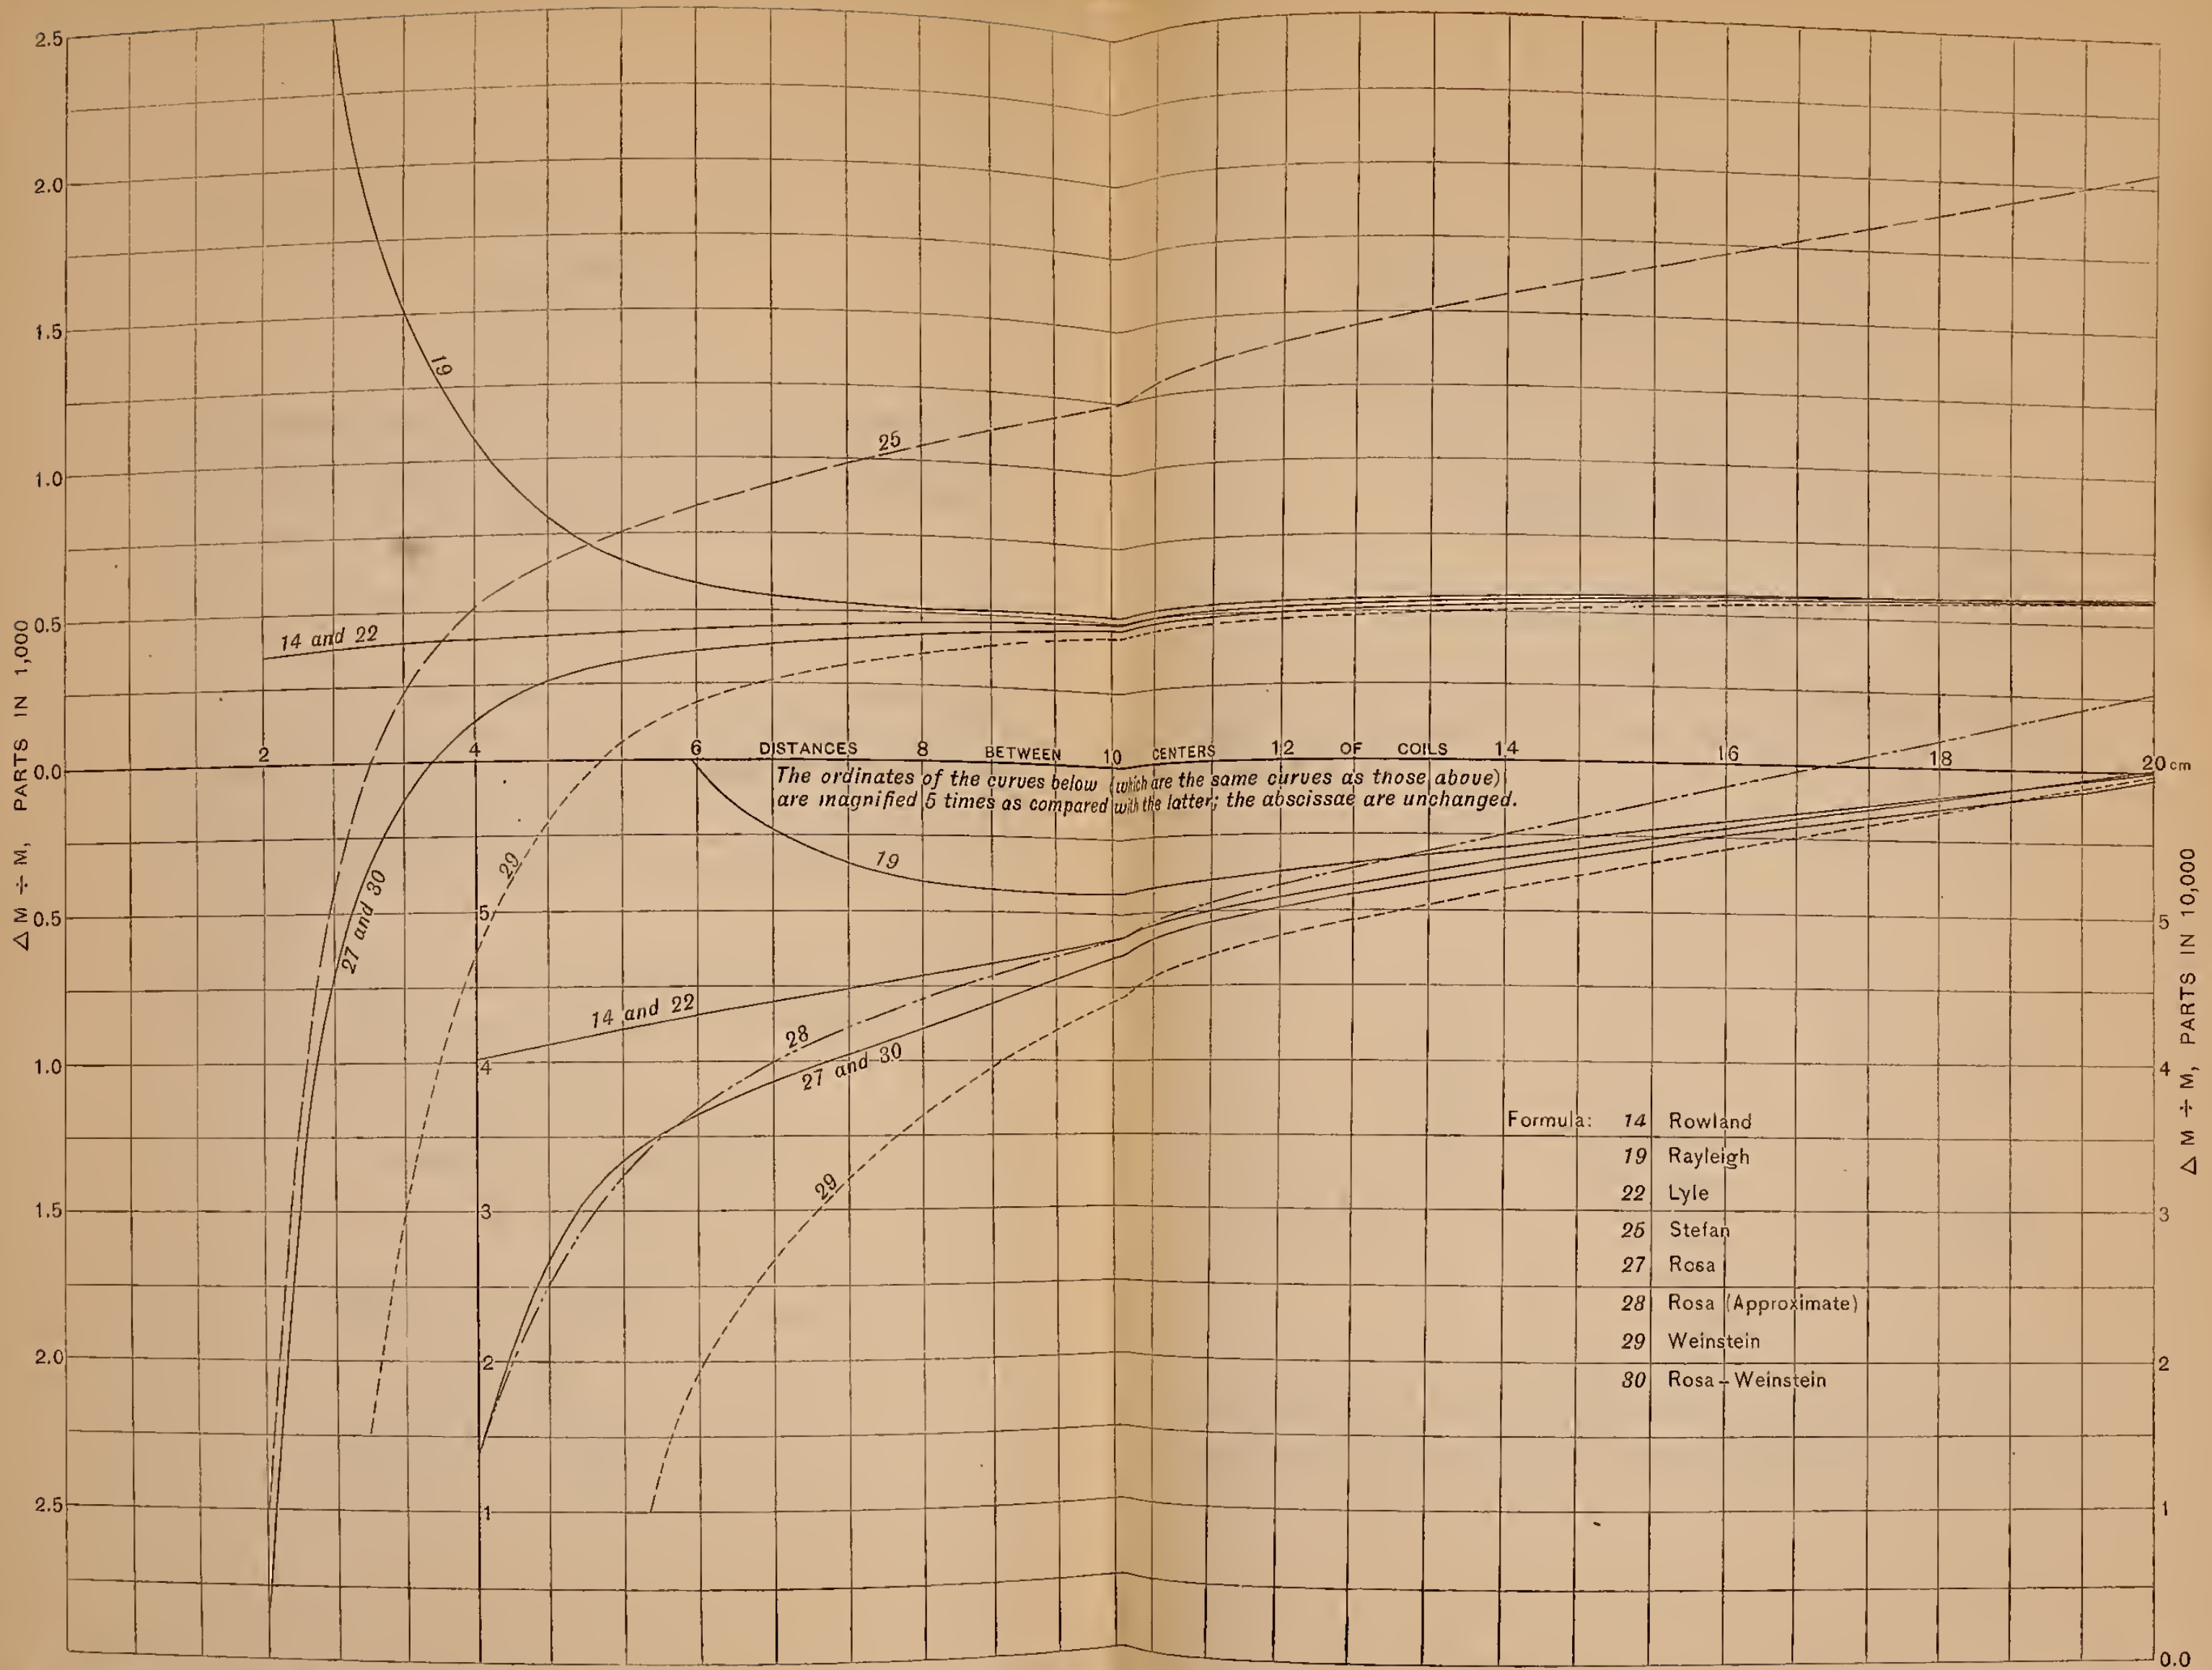 2.5
2.0
1.5
1.0
0.5
0.0
0.5
1.0
1.5
2.0
2.5
Δ M ÷ M, PARTS IN 1,000
19
25
14 and 22
27 and 30
29
2 4 6 DISTANCES 8 BETWEEN 10 CENTERS 12 OF COILS 14 16 18 20 cm
The ordinates of the curves below (which are the same curves as those above)
are magnified 5 times as compared with the latter; the abscissae are unchanged.
19
14 and 22
28
27 and 30
29
5
4
3
2
1
Formula: 14 Rowland
19 Rayleigh
22 Lyle
25 Stefan
27 Rosa
28 Rosa (Approximate)
29 Weinstein
30 Rosa - Weinstein
5
4
3
2
1
0.0
Δ M ÷ M, PARTS IN 10,000